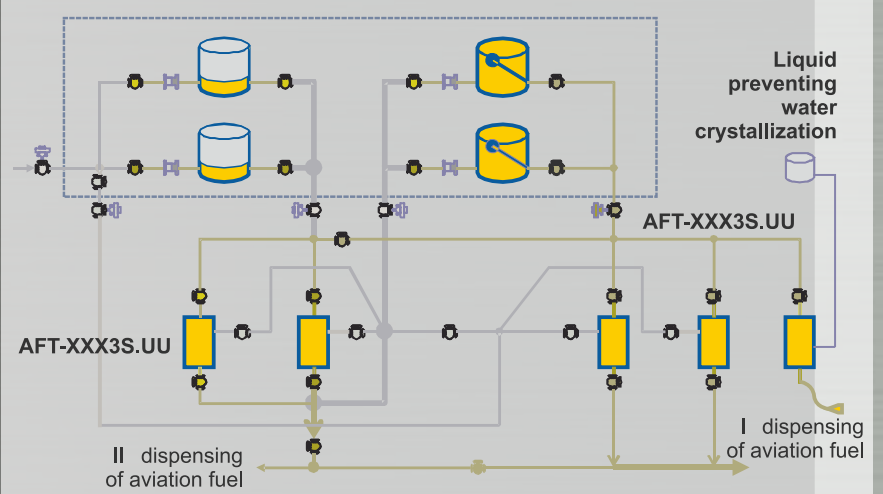 Liquid
preventing
water
crystallization
AFT-XXX3S.UU
AFT-XXX3S.UU
I dispensing
of aviation fuel
II dispensing
of aviation fuel